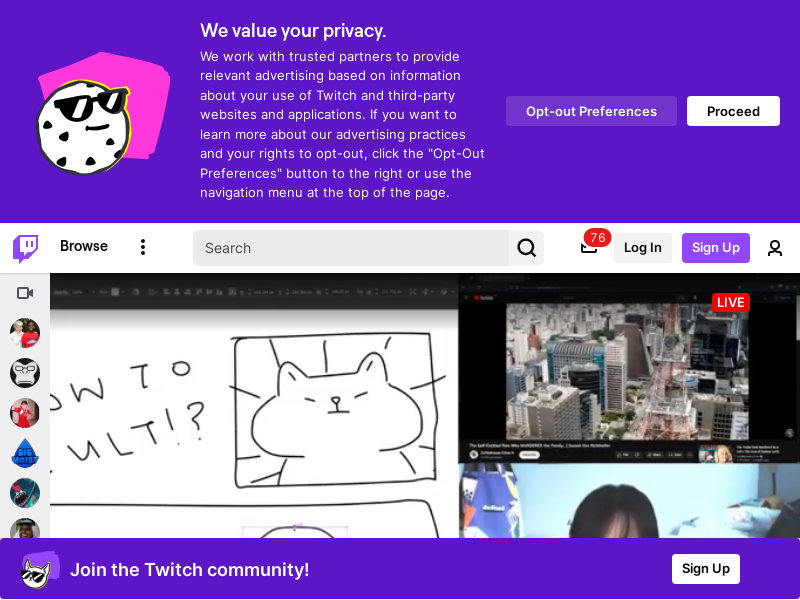 We value your privacy.
We work with trusted partners to provide
relevant advertising based on information
about your use of Twitch and third-party
websites and applications. If you want to
learn more about our advertising practices
and your rights to opt-out, click the "Opt-Out
Preferences" button to the right or use the
navigation menu at the top of the page.
Opt-out Preferences
Proceed
Browse
Search
76
Log In
Sign Up
LIVE
OW TO
ULT!?
BIG
MOIST
Join the Twitch community!
Sign Up